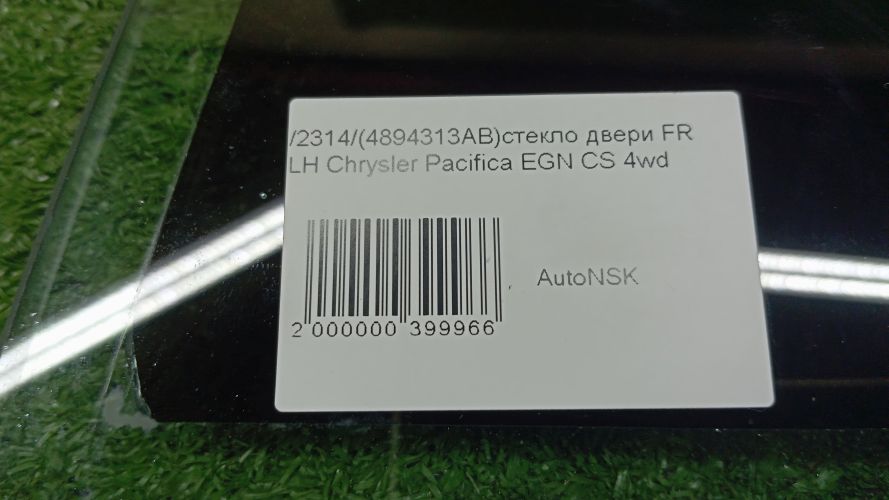 /2314/(4894313AB)стекло двери FR
LH Chrysler Pacifica EGN CS 4wd
AutoNSK
2 000000 399966